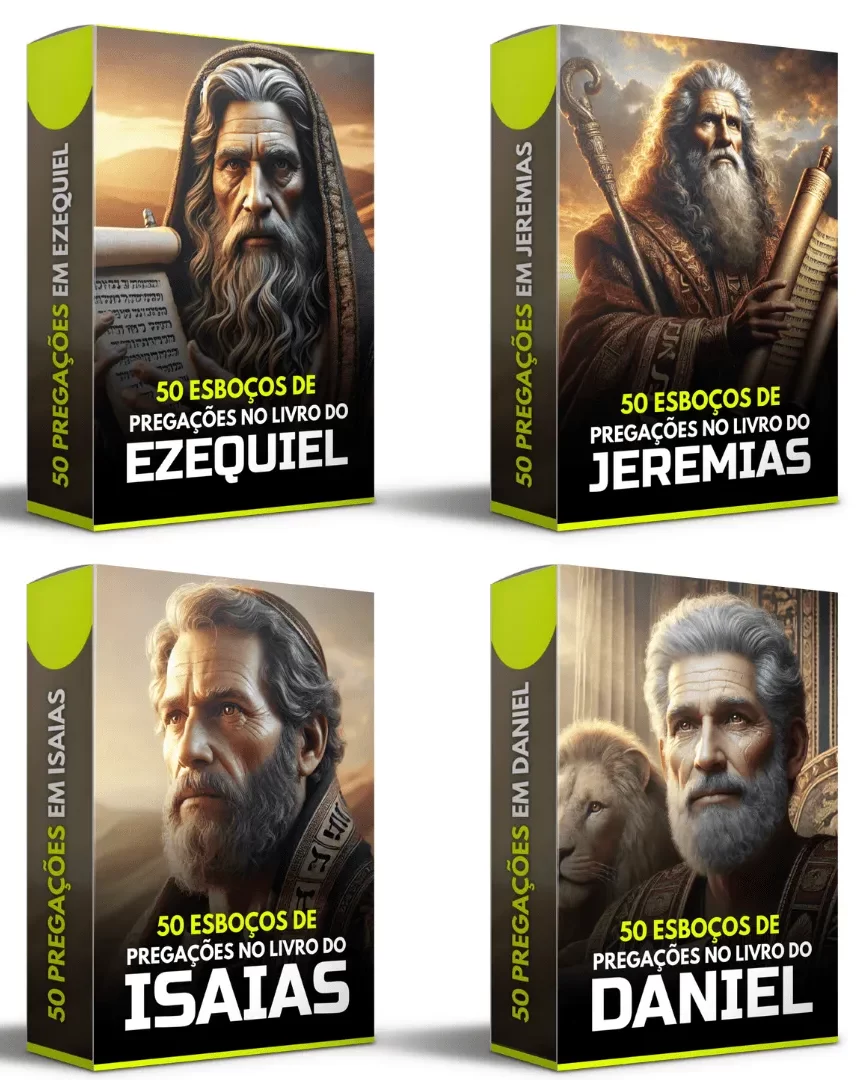 50 PREGAÇÕES EM EZEQUIEL
50 ESBOÇOS DE
PREGAÇÕES NO LIVRO DO
EZEQUIEL
50 PREGAÇÕES EM JEREMIAS
50 ESBOÇOS DE
PREGAÇÕES NO LIVRO DO
JEREMIAS
50 PREGAÇÕES EM ISAIAS
50 ESBOÇOS DE
PREGAÇÕES NO LIVRO DO
ISAIAS
50 PREGAÇÕES EM DANIEL
50 ESBOÇOS DE
PREGAÇÕES NO LIVRO DO
DANIEL